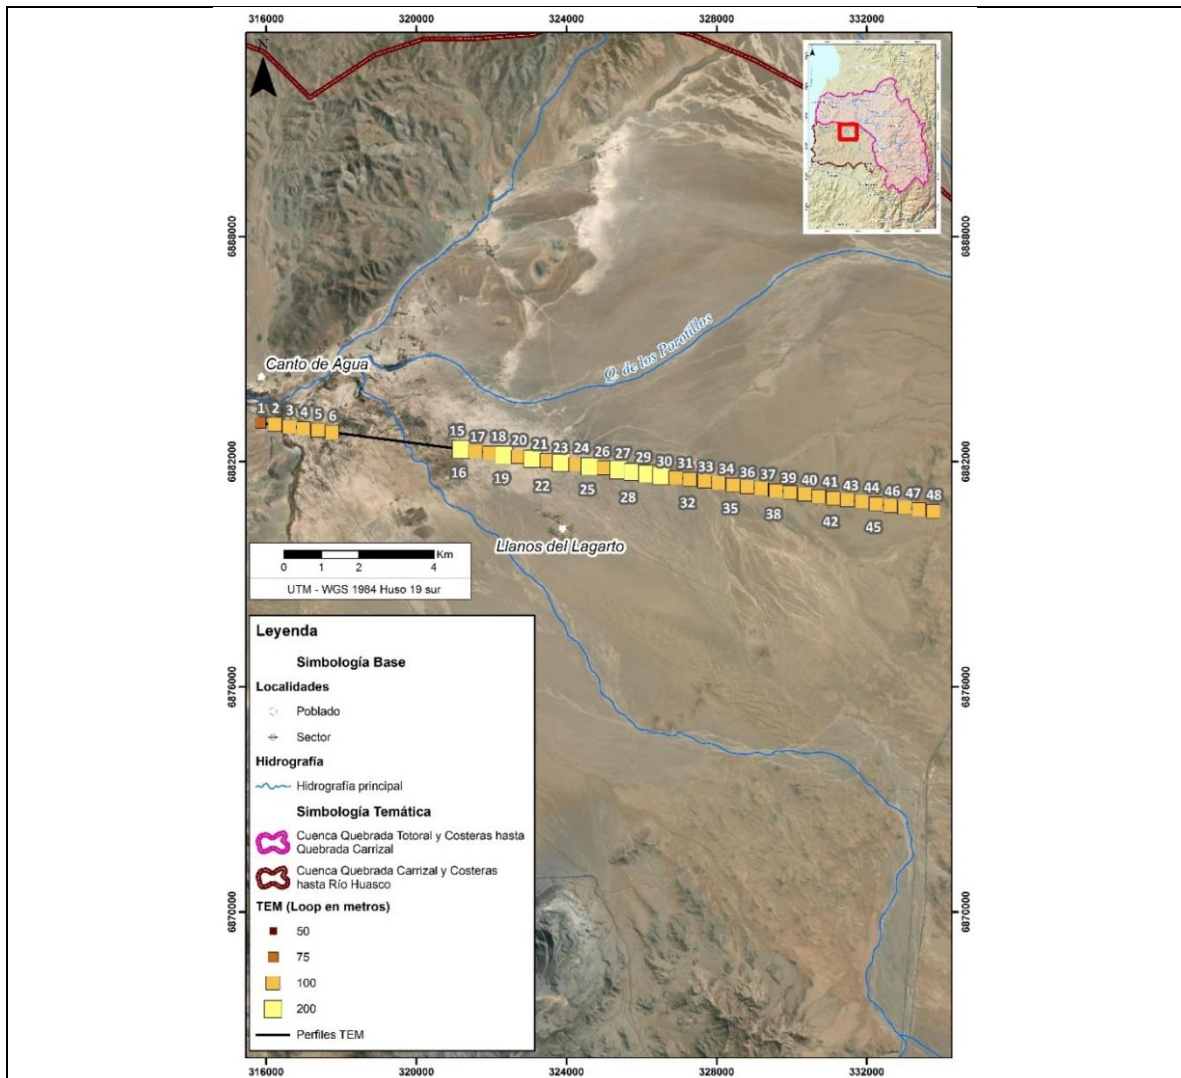 316000 320000 324000 328000 332000
N
6888000 6888000
Q. de los Porotillos
Canto de Agua
1 2 3 4 5 6
15 17 18 20 21 23 24 26 27 29 30 31 33 34 36 37 39 40 41 43 44 46 47 48
6882000 6882000
16 19 22 25 28 32 35 38 42 45
Llanos del Lagarto
Km
0 1 2 4
UTM - WGS 1984 Huso 19 sur
Leyenda
Simbología Base
Localidades
6876000 6876000
Poblado
Sector
Hidrografía
Hidrografía principal
Simbología Temática
Cuenca Quebrada Totoral y Costeras hasta
Quebrada Carrizal
Cuenca Quebrada Carrizal y Costeras
hasta Río Huasco
TEM (Loop en metros)
6870000 6870000
50
75
100
200
Perfiles TEM
316000 320000 324000 328000 332000